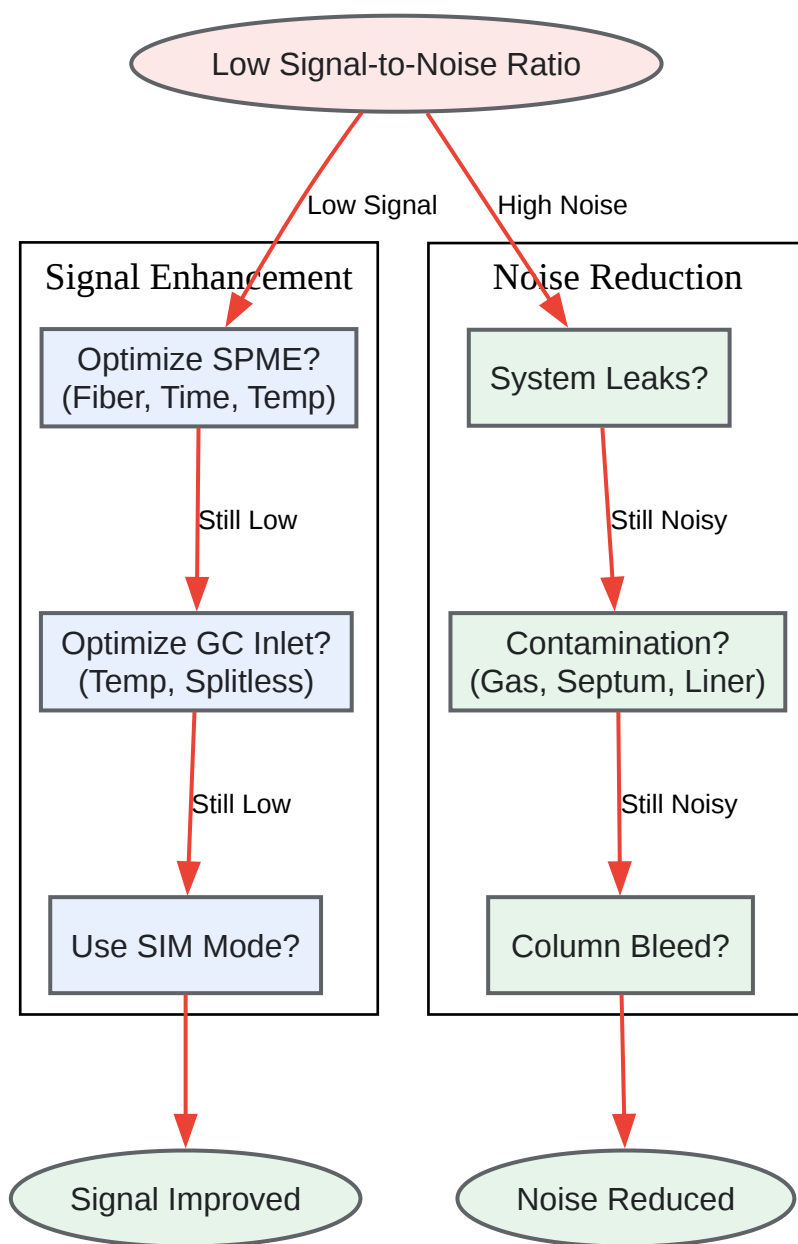 Low Signal-to-Noise Ratio
Low Signal
High Noise
Signal Enhancement
Optimize SPME?
(Fiber, Time, Temp)
Still Low
Optimize GC Inlet?
(Temp, Splitless)
Still Low
Use SIM Mode?
Signal Improved
Noise Reduction
System Leaks?
Still Noisy
Contamination?
(Gas, Septum, Liner)
Still Noisy
Column Bleed?
Noise Reduced